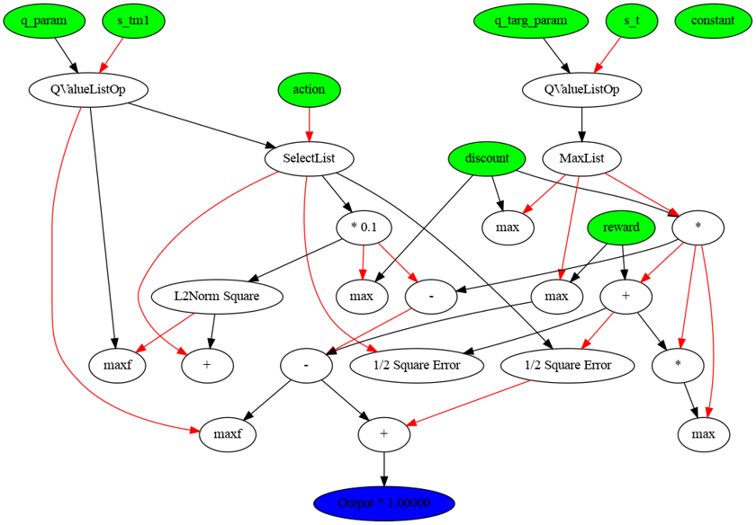 q_param
s_tm1
q_targ_param
s_t
constant
QValueListOp
action
QValueListOp
SelectList
discount
MaxList
* 0.1
max
reward
*
L2Norm Square
max
-
max
+
maxf
+
-
1/2 Square Error
1/2 Square Error
*
maxf
+
max
Output * 1.00000